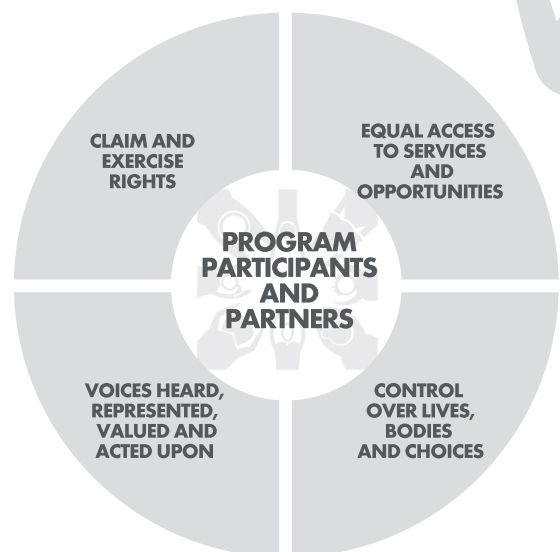 CLAIM AND
EXERCISE
RIGHTS
EQUAL ACCESS
TO SERVICES
AND
OPPORTUNITIES
PROGRAM
PARTICIPANTS
AND
PARTNERS
VOICES HEARD,
REPRESENTED,
VALUED AND
ACTED UPON
CONTROL
OVER LIVES,
BODIES
AND CHOICES